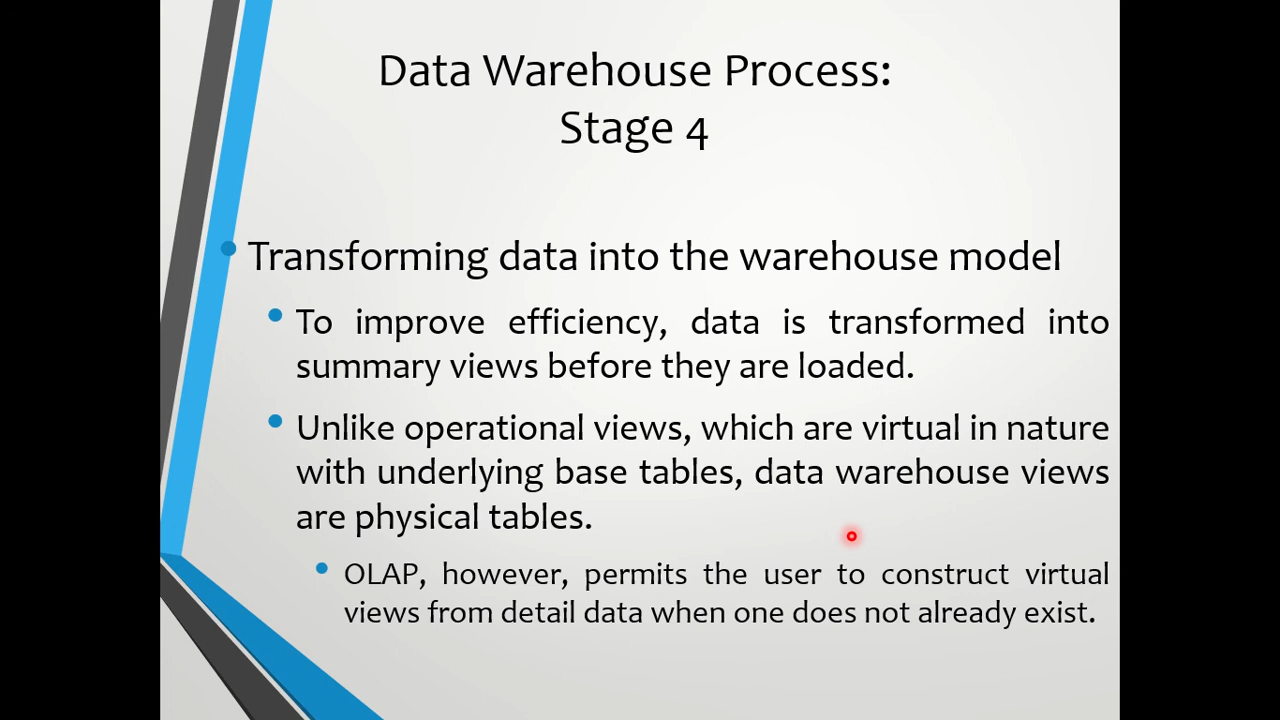 Data Warehouse Process:
Stage 4
Transforming data into the warehouse model
To improve efficiency, data is transformed into
summary views before they are loaded.
Unlike operational views, which are virtual in nature
with underlying base tables, data warehouse views
are physical tables.
OLAP, however, permits the user to construct virtual
views from detail data when one does not already exist.